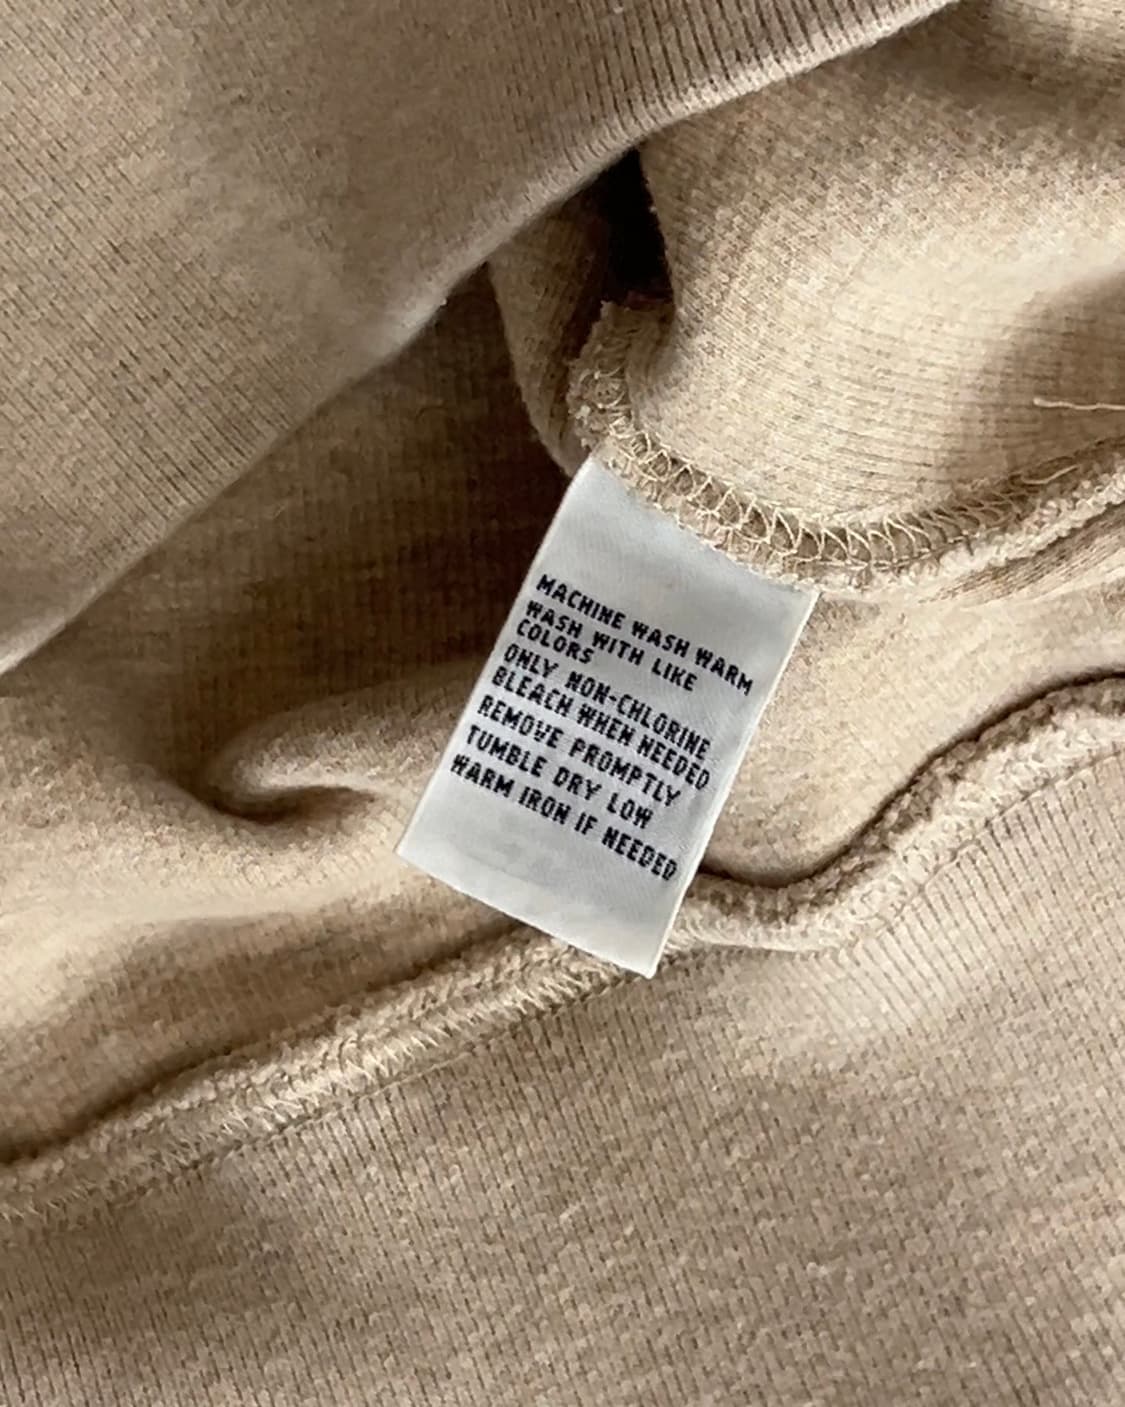 MACHINE WASH WARM
WASH WITH LIKE
COLORS
ONLY NON-CHLORINE
BLEACH WHEN NEEDED
REMOVE PROMPTLY
TUMBLE DRY LOW
WARM IRON IF NEEDED